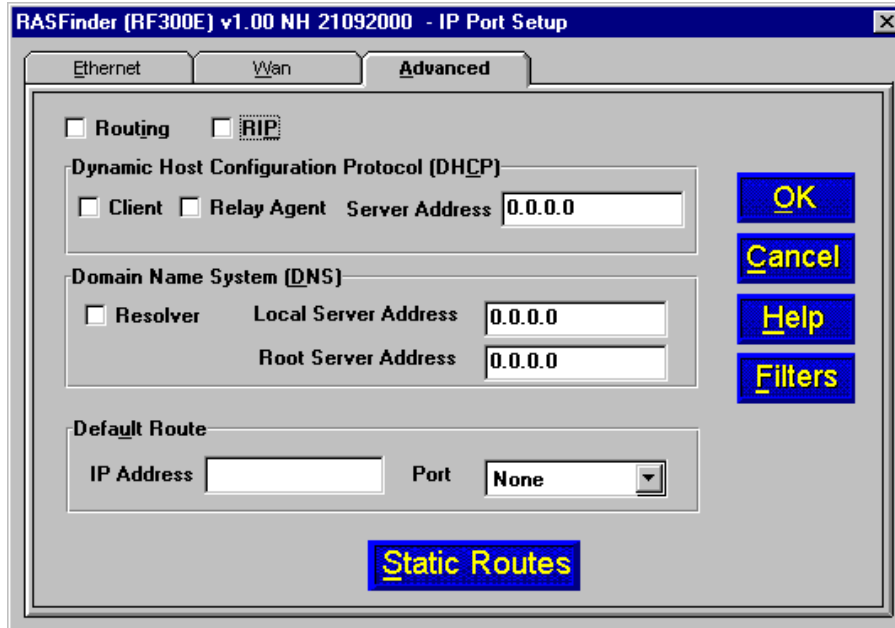 RASFinder (RF300E) v1.00 NH 21092000 - IP Port Setup
Ethernet Wan Advanced
Routing RIP
Dynamic Host Configuration Protocol (DHCP)
Client Relay Agent Server Address 0.0.0.0
Domain Name System (DNS)
Resolver Local Server Address 0.0.0.0
Root Server Address 0.0.0.0
Default Route
IP Address Port None
Static Routes
OK
Cancel
Help
Filters